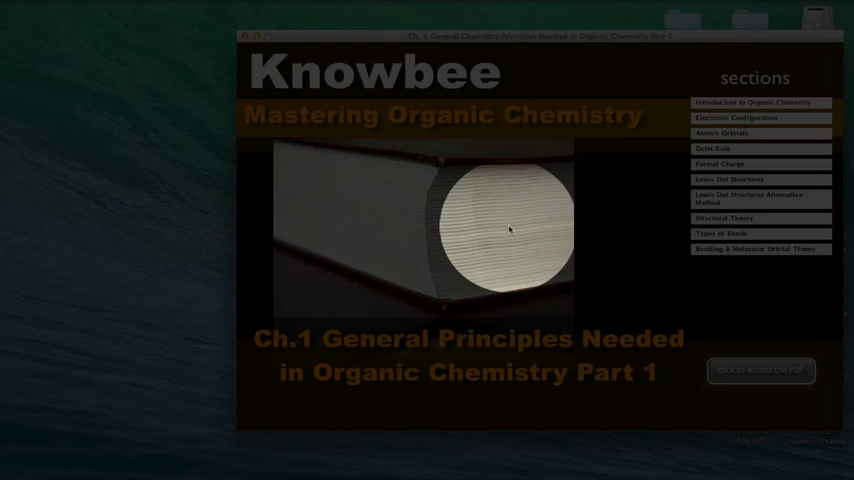 Ch. 1 General Chemistry Principles Needed in Organic Chemistry Part 1
Knowbee
Mastering Organic Chemistry
sections
Introduction to Organic Chemistry
Electronic Configuration
Atomic Orbitals
Octet Rule
Formal Charge
Lewis Dot Structures
Lewis Dot Structures Alternative
Method
Structural Theory
Types of Bonds
Bonding & Molecular Orbital Theory
Ch.1 General Principles Needed
in Organic Chemistry Part 1
click to access the PDF